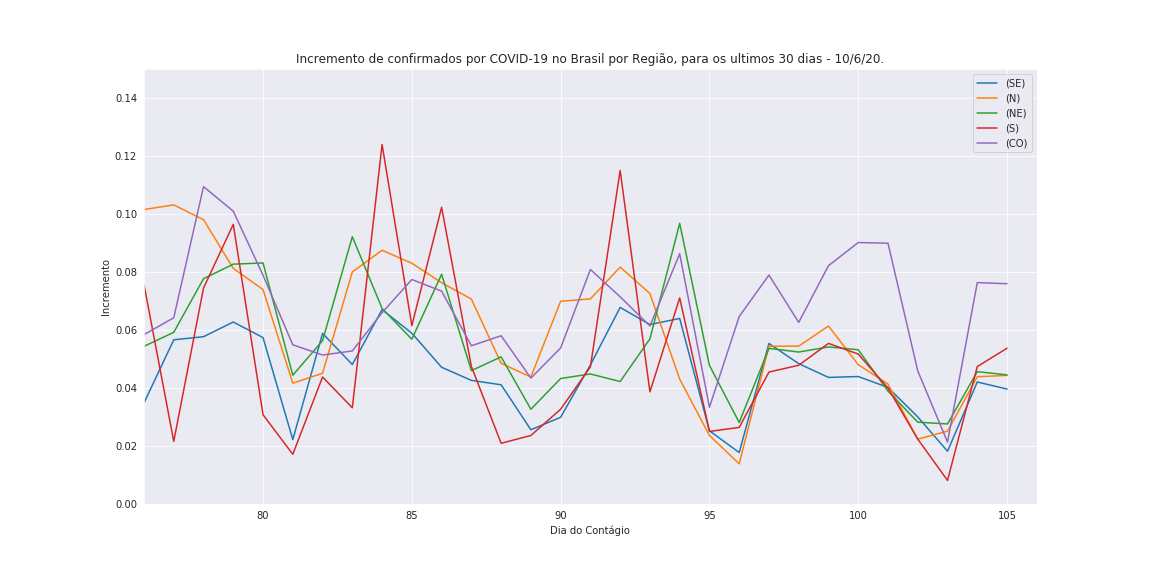 Incremento de confirmados por COVID-19 no Brasil por Região, para os ultimos 30 dias - 10/6/20.
(SE)
(N)
(NE)
(S)
(CO)
Incremento
0.14
0.12
0.10
0.08
0.06
0.04
0.02
0.00
80 85 90 95 100 105
Dia do Contágio